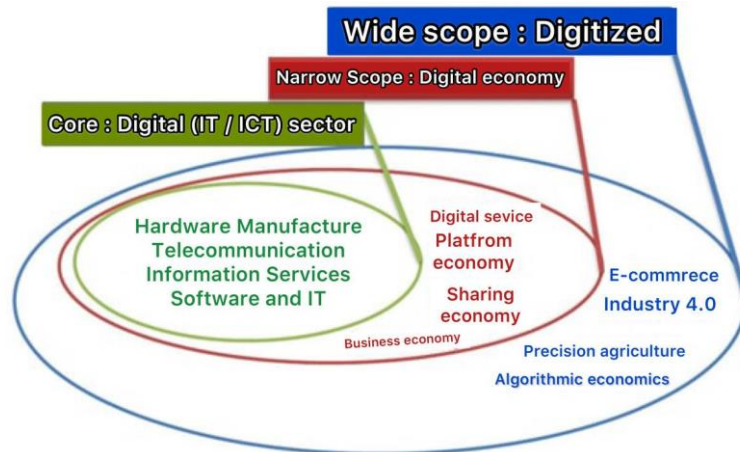 Wide scope : Digitized
Narrow Scope : Digital economy
Core : Digital (IT / ICT) sector
Hardware Manufacture
Telecommunication
Information Services
Software and IT
Digital sevice
Platfrom
economy
Sharing
economy
Business economy
E-commrece
Industry 4.0
Precision agriculture
Algorithmic economics